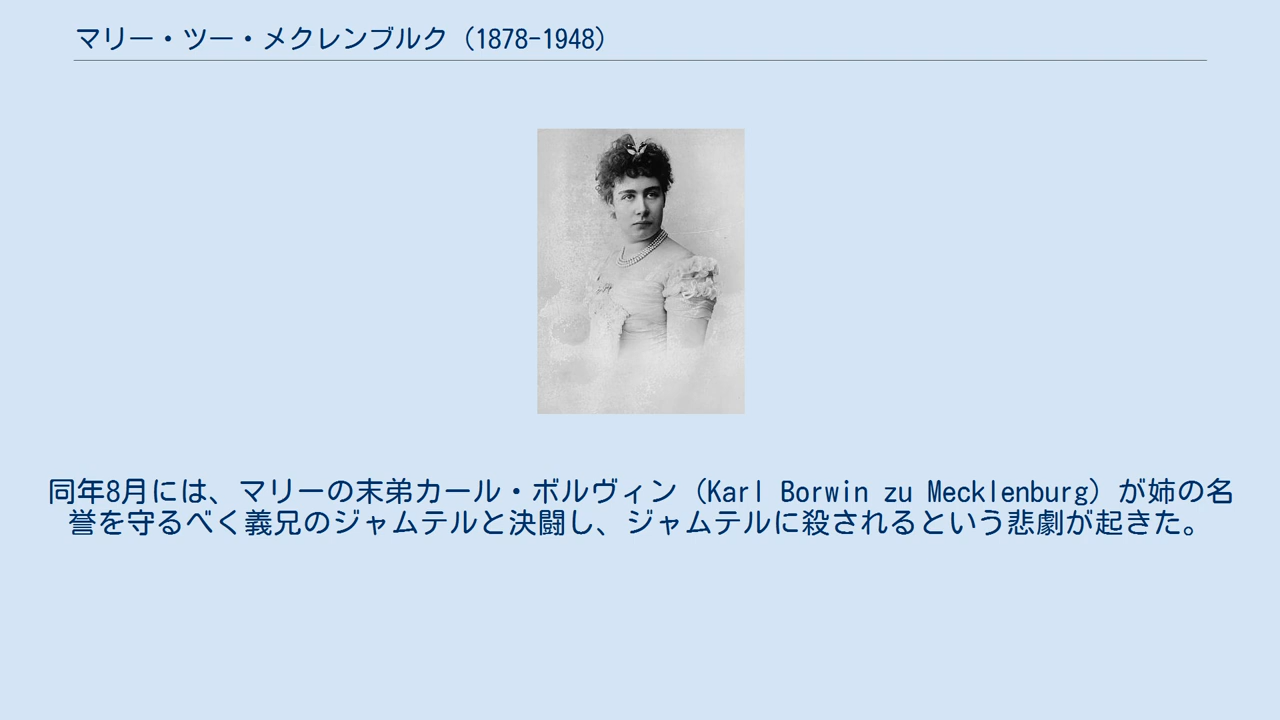 マリー・ツー・メクレンブルク（1878-1948）
同年8月には、マリーの末弟カール・ボルヴィン（Karl Borwin zu Mecklenburg）が姉の名
誉を守るべく義兄のジャムテルと決闘し、ジャムテルに殺されるという悲劇が起きた。